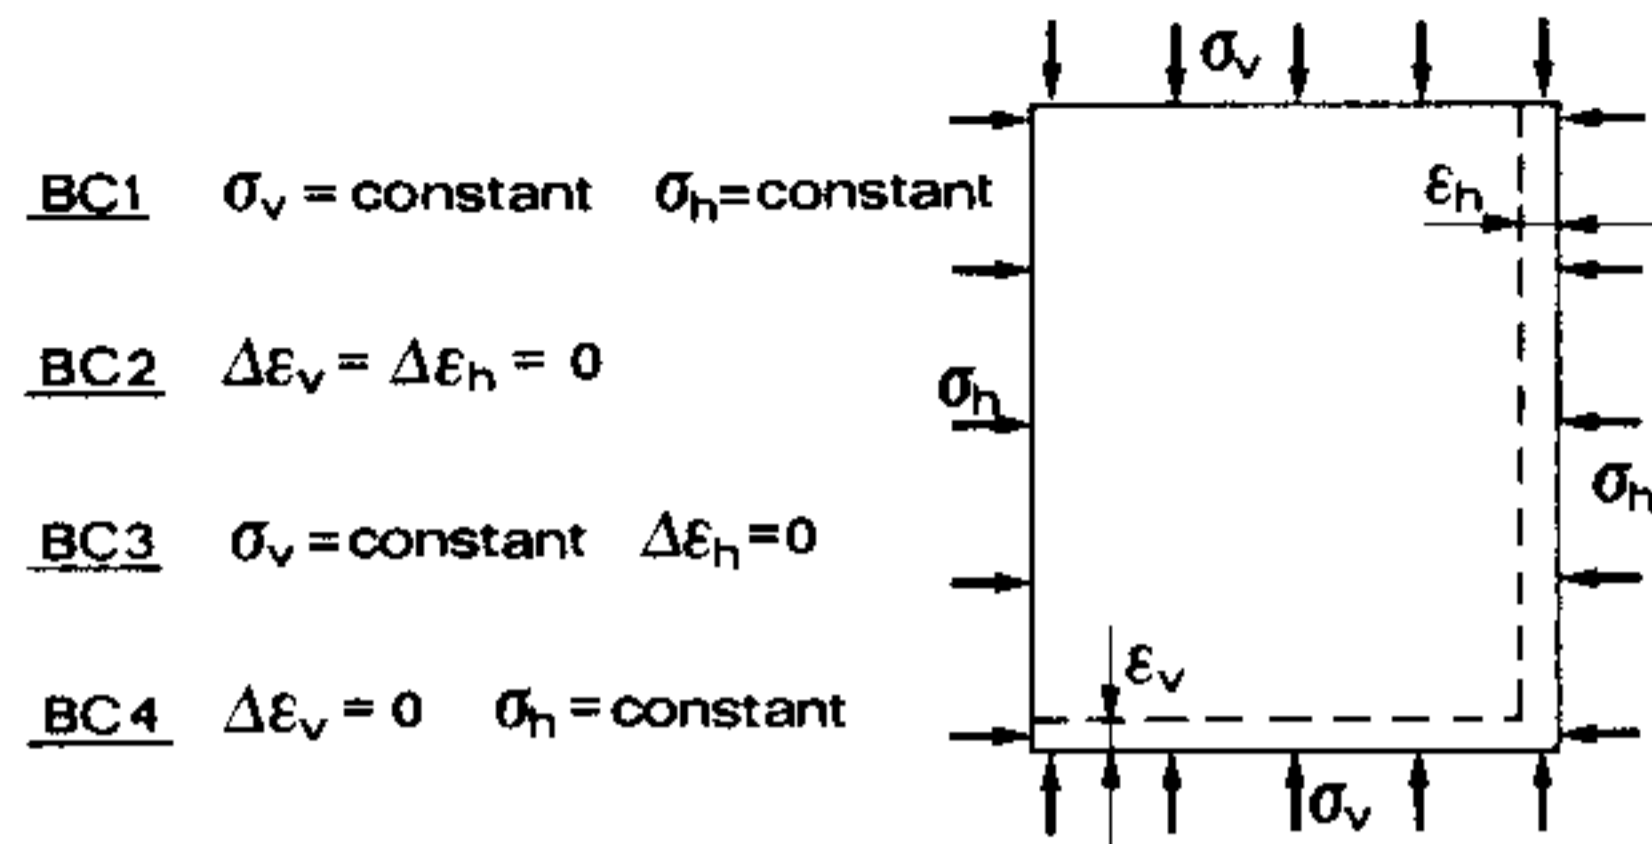 σv
BC1 σv = constant σh=constant
εh
BC2 Δεv = Δεh = 0
σh
σh
BC3 σv =constant Δεh=0
εv
BC4 Δεv = 0 σh =constant
σv